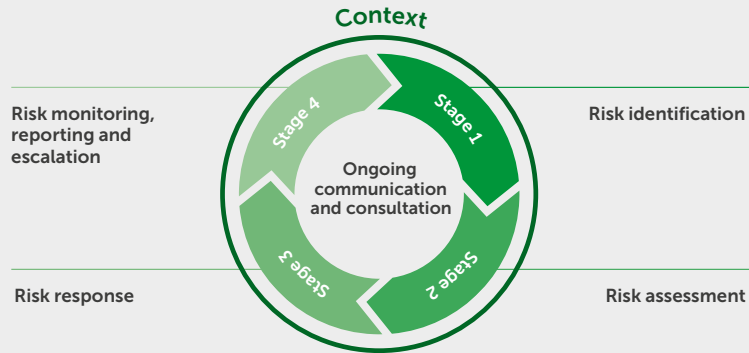 Context
Stage 4
Stage 1
Risk monitoring,
reporting and
escalation
Risk identification
Ongoing
communication
and consultation
Stage 3
Stage 2
Risk response
Risk assessment